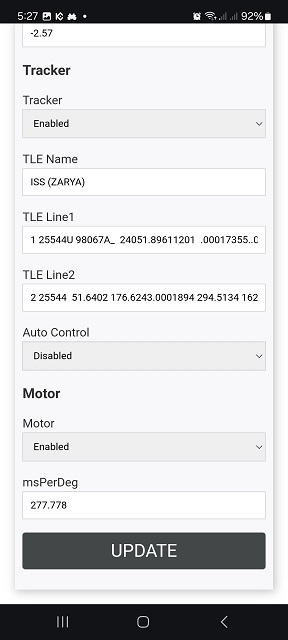 5:27
92%
-2.57
Tracker
Tracker
Enabled
TLE Name
ISS (ZARYA)
TLE Line1
1 25544U 98067A_ 24051.89611201 .00017355..0
TLE Line2
2 25544 51.6402 176.6243.0001894 294.5134 162
Auto Control
Disabled
Motor
Motor
Enabled
msPerDeg
277.778
UPDATE